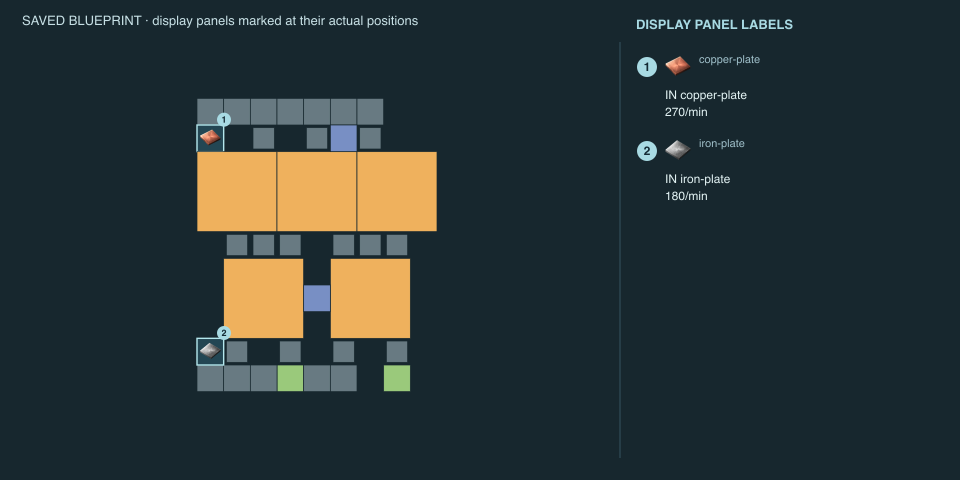 SAVED BLUEPRINT · display panels marked at their actual positions
DISPLAY PANEL LABELS
1
copper-plate
IN copper-plate
270/min
2
iron-plate
IN iron-plate
180/min
1
2